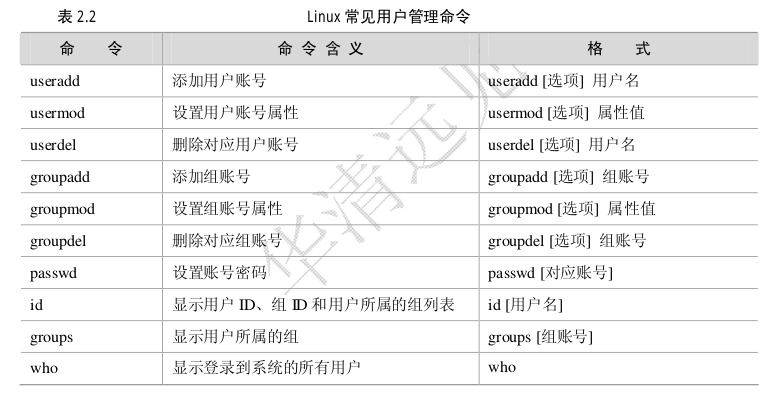 表 2.2 Linux 常见用户管理命令
命 令 命 令 含 义 格 式
useradd 添加用户账号 useradd [选项] 用户名
usermod 设置用户账号属性 usermod [选项] 属性值
userdel 删除对应用户账号 userdel [选项] 用户名
groupadd 添加组账号 groupadd [选项] 组账号
groupmod 设置组账号属性 groupmod [选项] 属性值
groupdel 删除对应组账号 groupdel [选项] 组账号
passwd 设置账号密码 passwd [对应账号]
id 显示用户 ID、组 ID 和用户所属的组列表 id [用户名]
groups 显示用户所属的组 groups [组账号]
who 显示登录到系统的所有用户 who
华清远见